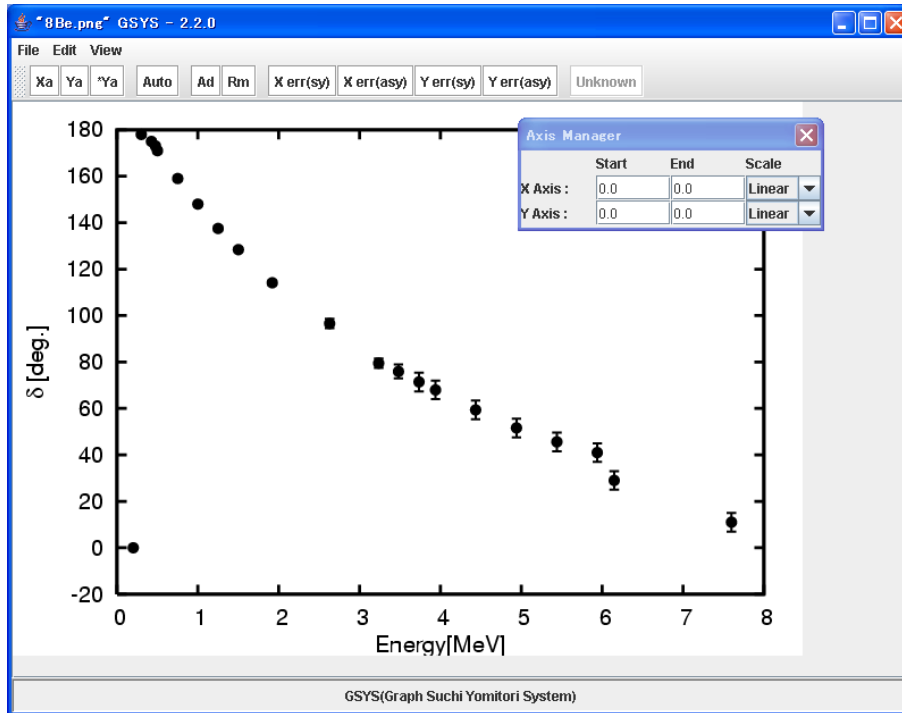 "8Be.png" GSYS - 2.2.0
File Edit View
Xa Ya "Ya Auto Ad Rm X err(sy) X err(asy) Y err(sy) Y err(asy) Unknown
Axis Manager
Start End Scale
X Axis : 0.0 0.0 Linear
Y Axis : 0.0 0.0 Linear
180
160
140
120
100
80
60
40
20
0
-20
δ [deg.]
0 1 2 3 4 5 6 7 8
Energy[MeV]
GSYS(Graph Suchi Yomitori System)